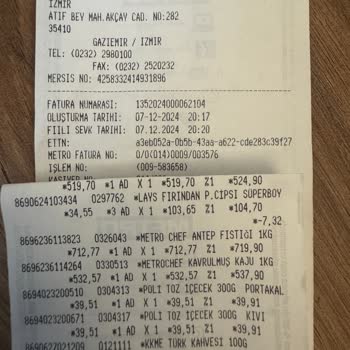 İZMİR
ATIF BEY MAH.AKÇAY CAD. NO:282
35410
GAZİEMİR / İZMİR
TEL: (0232) 2980100
FAX: (0232) 2520232
MERSIS NO: 4258332414931896
FATURA NUMARASI: 1352024000062104
OLUŞTURMA TARİHİ: 07-12-2024 20:17
FİİLİ SEVK TARİHİ: 07.12.2024 20:20
ETTN: a3eb052a-0b5b-43aa-a622-cde283c39f27
METRO FATURA NO: 0/0(014)0009/003576
İŞLEM NO: (009-583658)
*519,70 *1 AD X 1 *519,70 %1 *524,90
8690624103434 0297762 *LAYS FIRINDAN P.CIPSI SÜPERBOY
*34,55 *3 AD X 1 *103,65 %1 *104,70
*-7,32
8696236113823 0326043 *METRO CHEF ANTEP FISTIĞI 1KG
*712,77 *1 AD X 1 *712,77 %1 *719,90
8696236114264 0330513 *METROCHEF KAVRULMUŞ KAJU 1KG
*532,57 *1 AD X 1 *532,57 %1 *537,90
8694023200510 0304313 *POLI TOZ İÇECEK 300G PORTAKAL
*39,51 *1 AD X 1 *39,51 %1 *39,91
8694023200671 0304317 *POLI TOZ İÇECEK 300G KIVI
*39,51 *1 AD X 1 *39,51 %1 *39,91
8690627021209 0121111 *KKME TÜRK KAHVESİ 100G